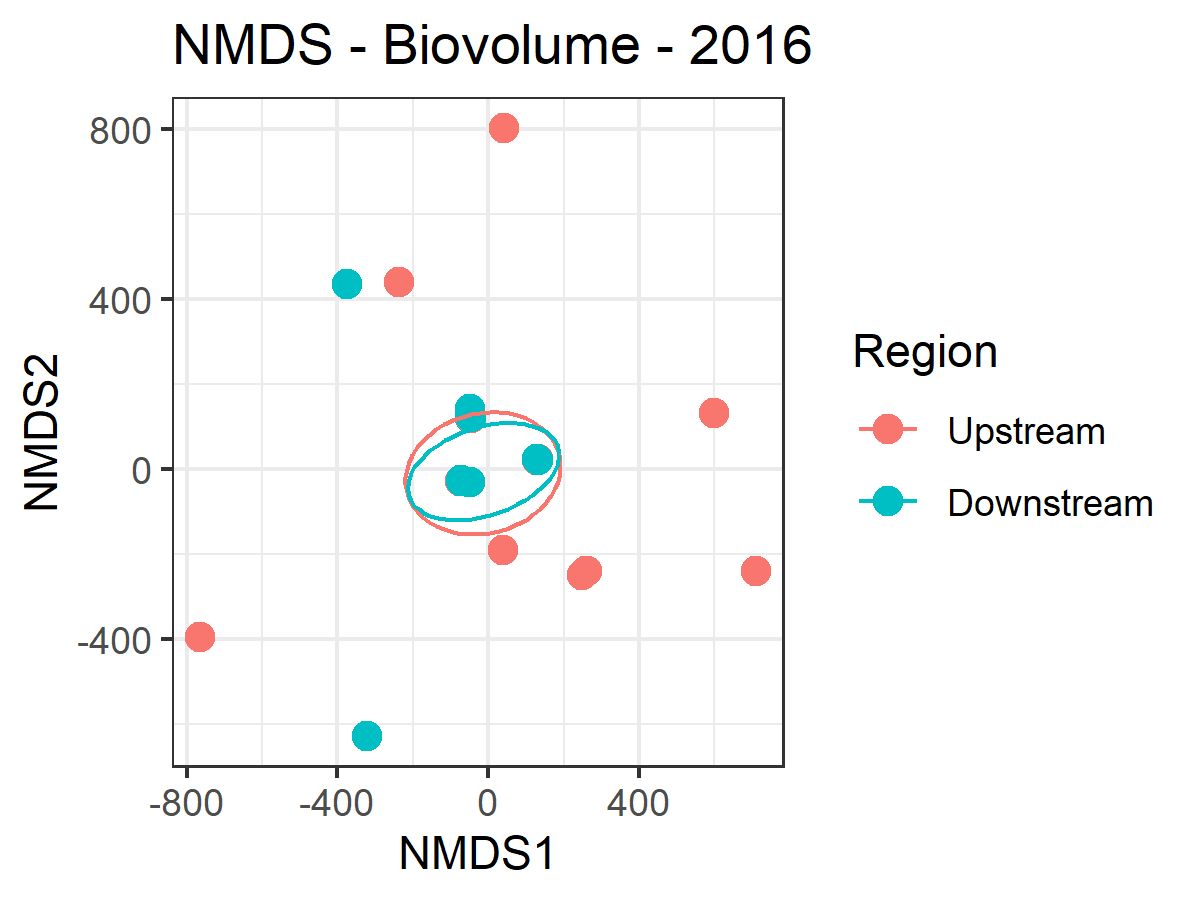 NMDS - Biovolume - 2016
800
400
0
-400
NMDS2
-800
-400
0
400
NMDS1
Region
Upstream
Downstream